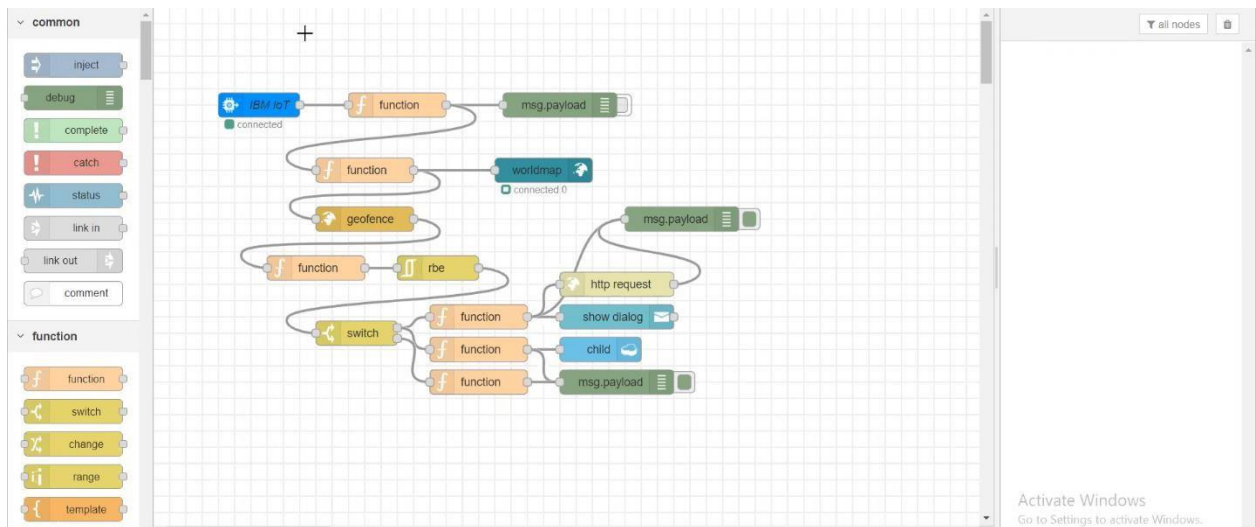 common
all nodes
inject
debug
complete
catch
status
link in
link out
comment
function
function
switch
change
range
template
IBM IoT
connected
function
msg.payload
function
worldmap
connected 0
geofence
msg.payload
function
rbe
http request
function
show dialog
switch
function
child
function
msg.payload
Activate Windows
Go to Settings to activate Windows.